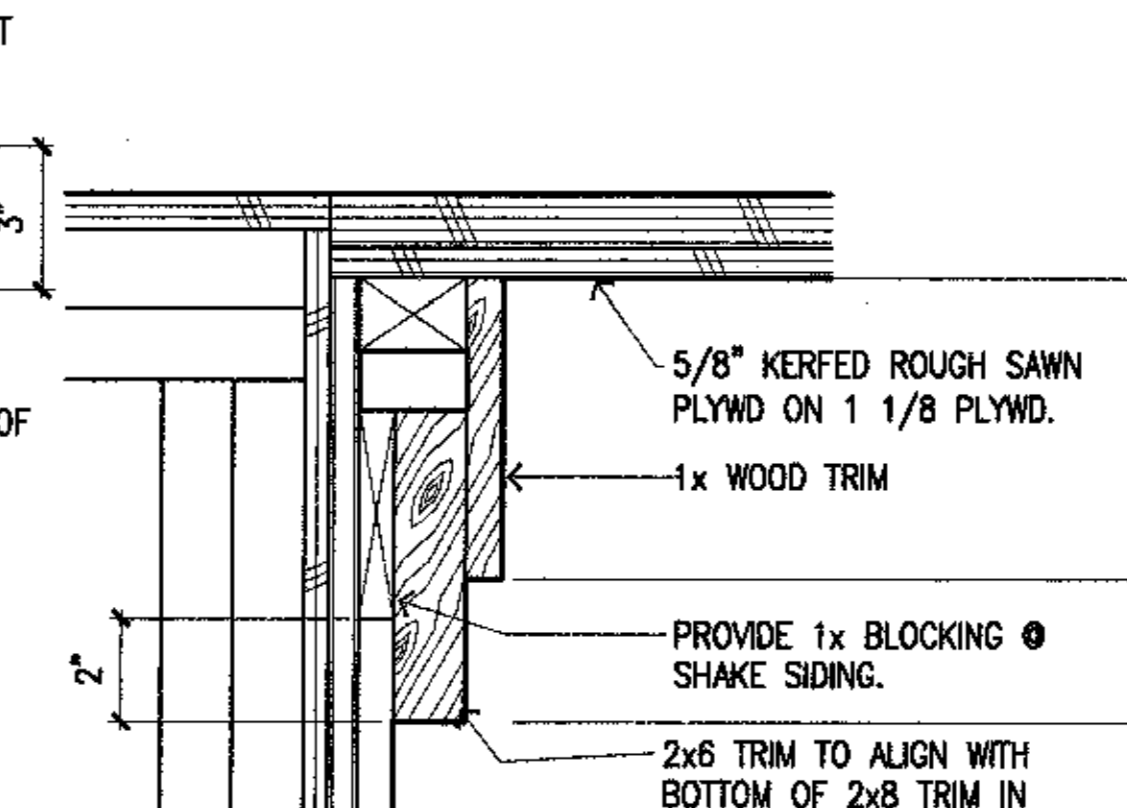 T
3"
OF
5/8" KERFED ROUGH SAWN
PLYWD ON 1 1/8 PLYWD.
1x WOOD TRIM
PROVIDE 1x BLOCKING @
SHAKE SIDING.
2"
2x6 TRIM TO ALIGN WITH
BOTTOM OF 2x8 TRIM IN